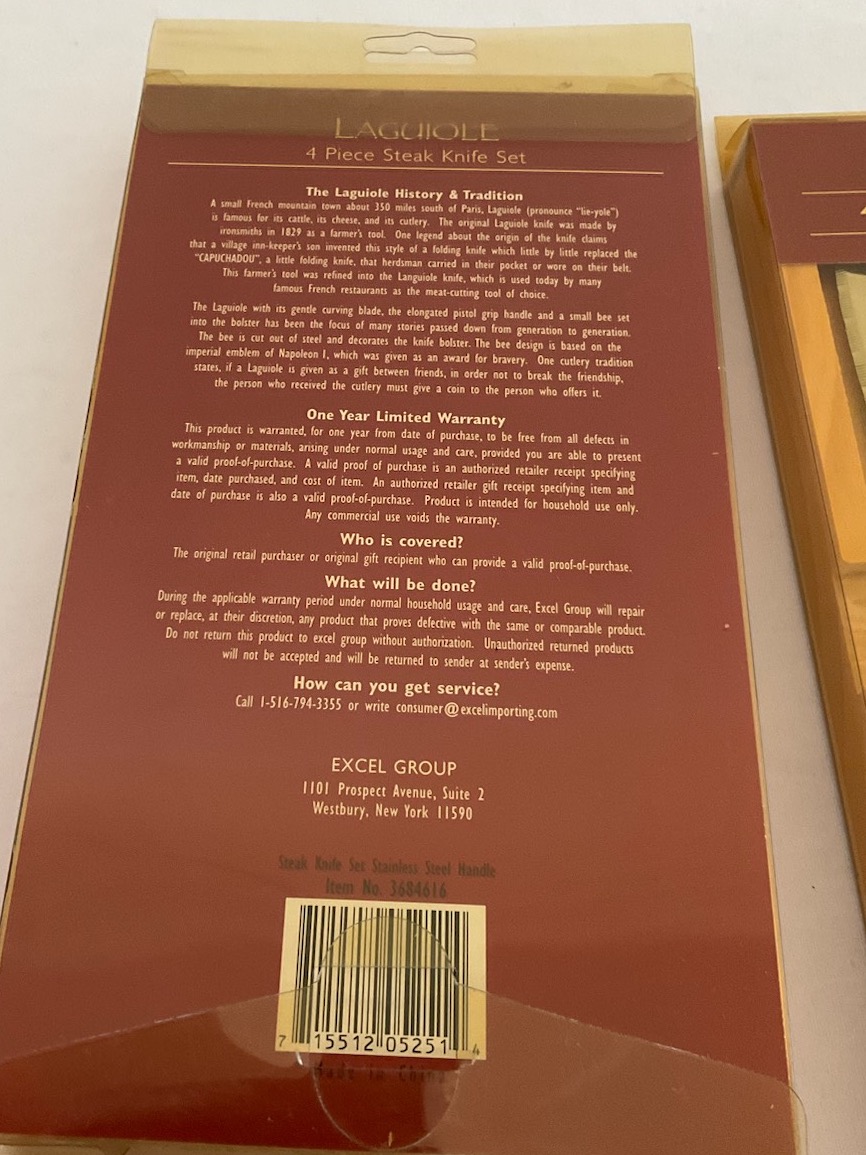 LAGUIOLE
4 Piece Steak Knife Set
The Laguiole History & Tradition
A small French mountain town about 350 miles south of Paris, Laguiole (pronounce "lie-yole")
is famous for its cattle, its cheese, and its cutlery. The original Laguiole knife was made by
ironsmiths in 1829 as a farmer's tool. One legend about the origin of the knife claims
that a village inn-keeper's son invented this style of a folding knife which little by little replaced the
"CAPUCHADOU", a little folding knife, that herdsman carried in their pocket or wore on their belt.
This farmer's tool was refined into the Languiole knife, which is used today by many
famous French restaurants as the meat-cutting tool of choice.
The Laguiole with its gentle curving blade, the elongated pistol grip handle and a small bee set
into the bolster has been the focus of many stories passed down from generation to generation.
The bee is cut out of steel and decorates the knife bolster. The bee design is based on the
imperial emblem of Napoleon I, which was given as an award for bravery. One cutlery tradition
states, if a Laguiole is given as a gift between friends, in order not to break the friendship,
the person who received the cutlery must give a coin to the person who offers it.
One Year Limited Warranty
This product is warranted, for one year from date of purchase, to be free from all defects in
workmanship or materials, arising under normal usage and care, provided you are able to present
a valid proof-of-purchase. A valid proof of purchase is an authorized retailer receipt specifying
item, date purchased, and cost of item. An authorized retailer gift receipt specifying item and
date of purchase is also a valid proof-of-purchase. Product is intended for household use only.
Any commercial use voids the warranty.
Who is covered?
The original retail purchaser or original gift recipient who can provide a valid proof-of-purchase.
What will be done?
During the applicable warranty period under normal household usage and care, Excel Group will repair
or replace, at their discretion, any product that proves defective with the same or comparable product.
Do not return this product to excel group without authorization. Unauthorized returned products
will not be accepted and will be returned to sender at sender's expense.
How can you get service?
Call 1-516-794-3355 or write consumer@excelimporting.com
EXCEL GROUP
1101 Prospect Avenue, Suite 2
Westbury, New York 11590
Steak Knife Set Stainless Steel Handle
Item No. 3684616
7 15512 05251 4
Made in China